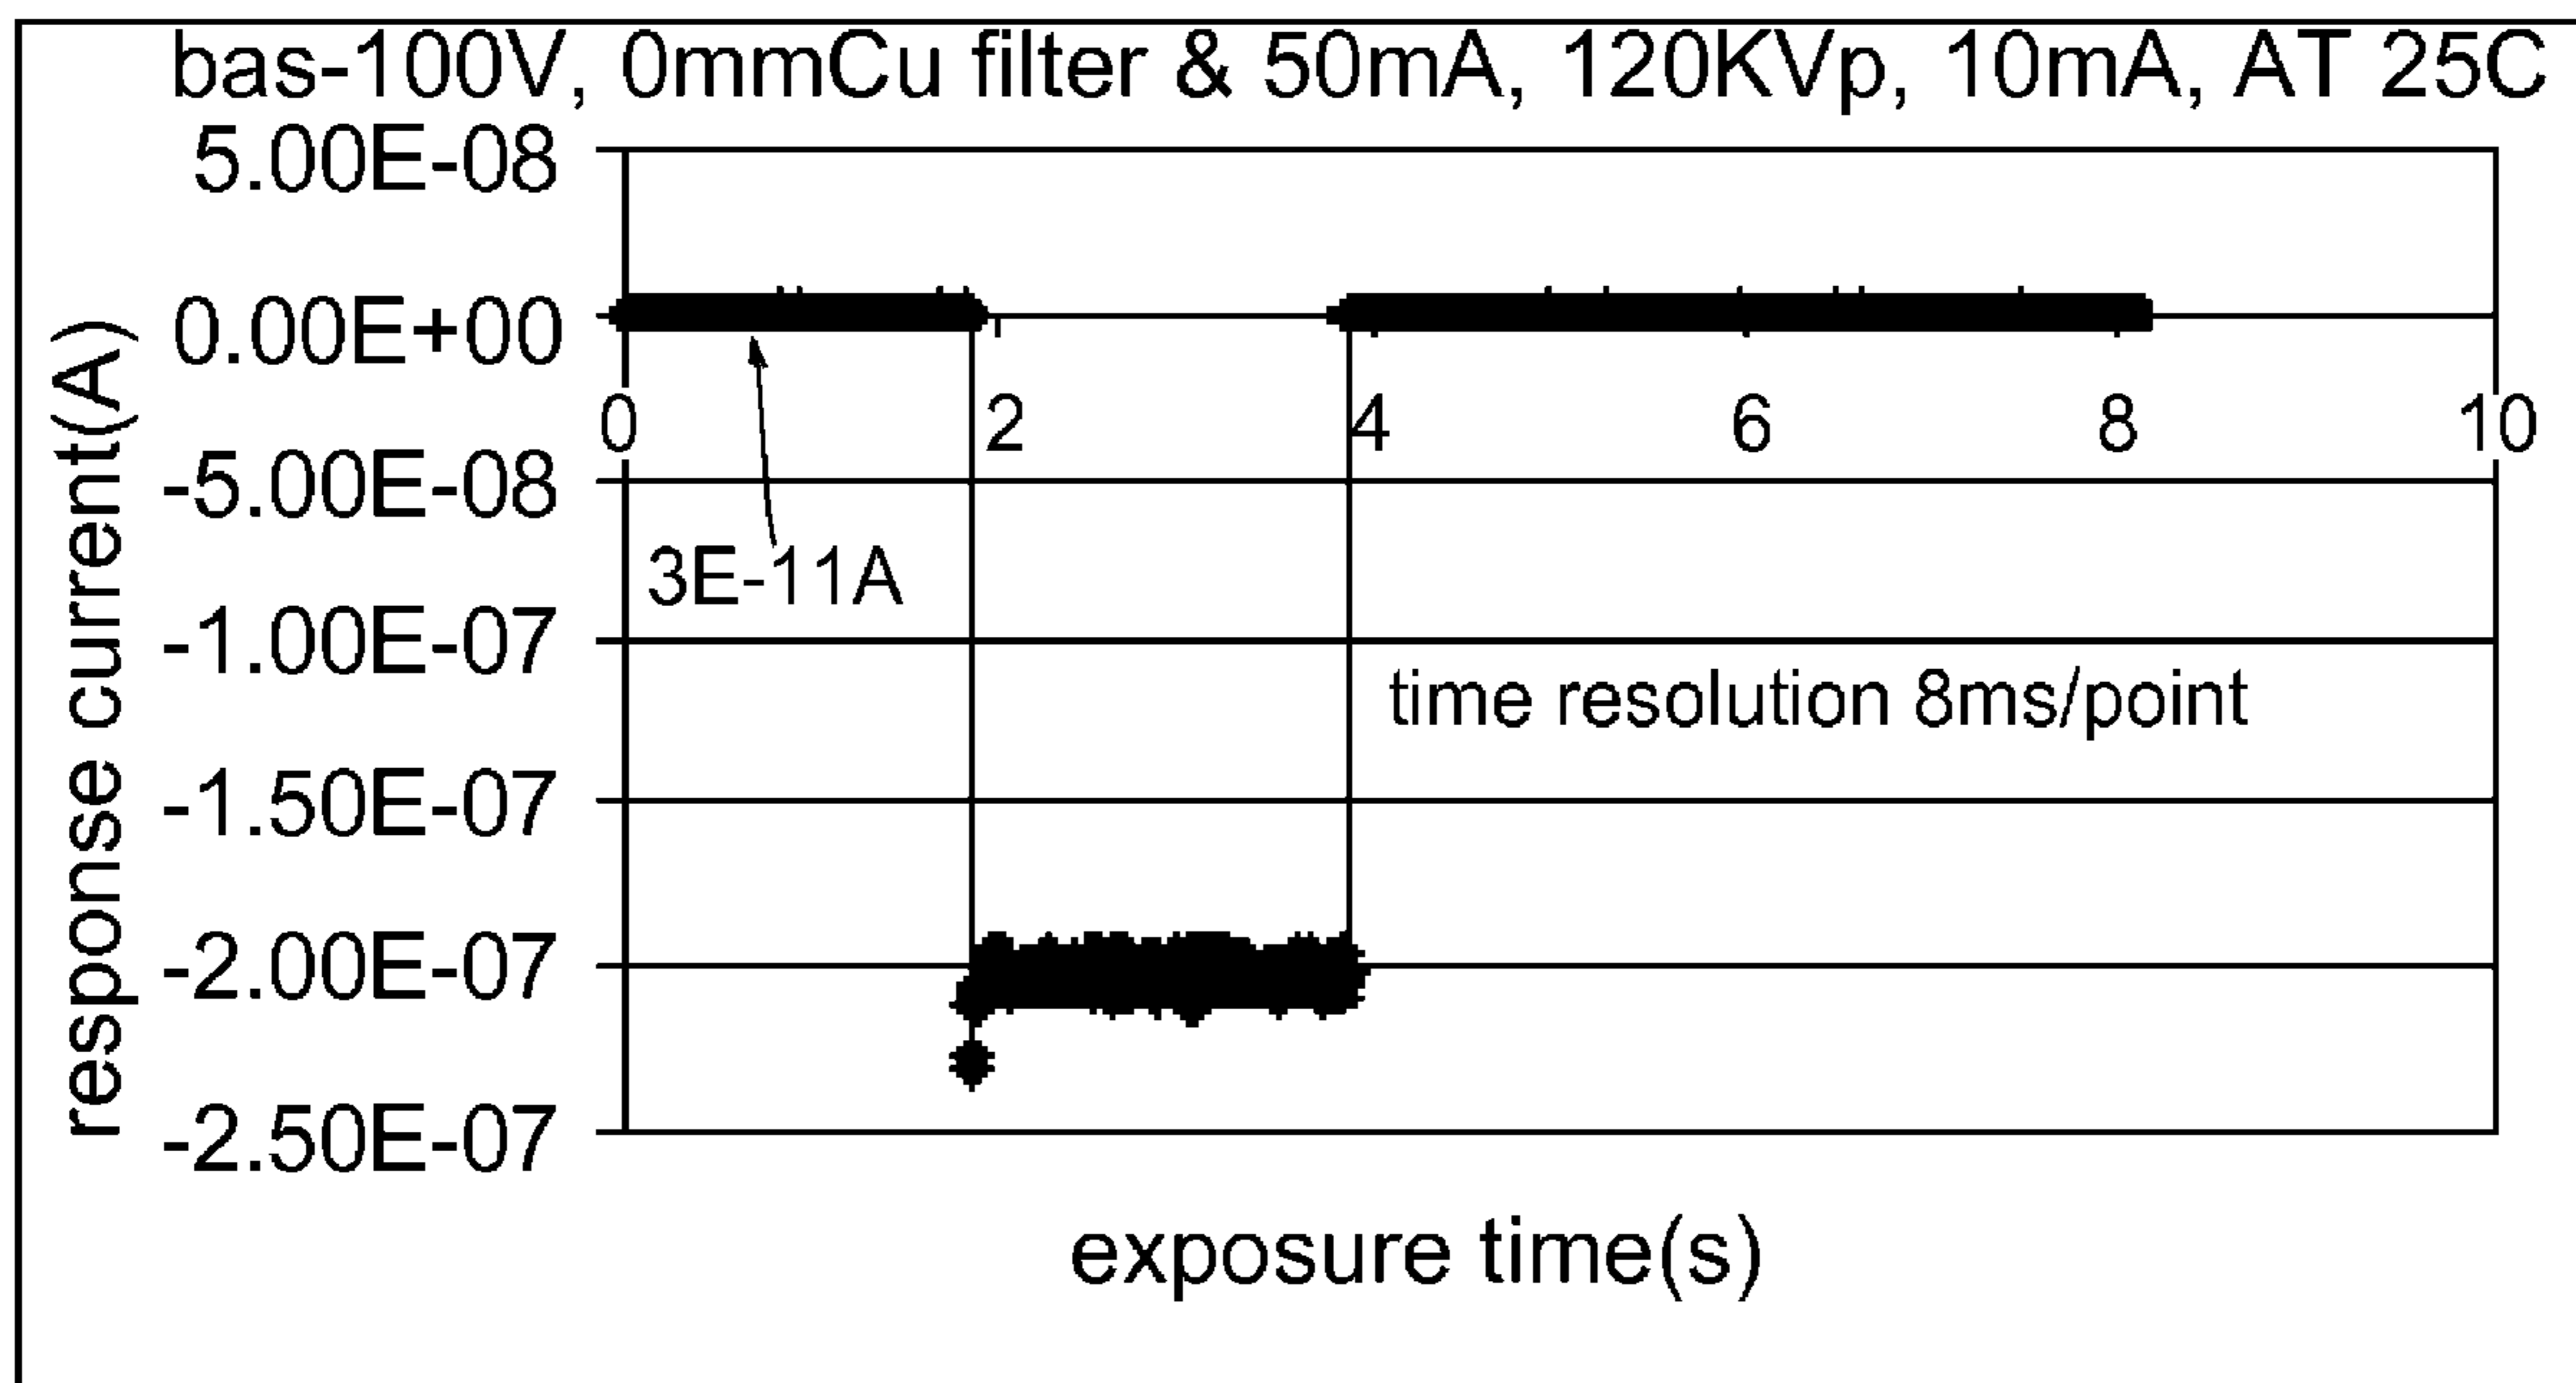 bas-100V, 0mmCu filter & 50mA, 120KVp, 10mA, AT 25C
5.00E-08
0.00E+00
0 2 4 6 8 10
-5.00E-08
3E-11A
-1.00E-07
time resolution 8ms/point
-1.50E-07
-2.00E-07
-2.50E-07
response current(A)
exposure time(s)